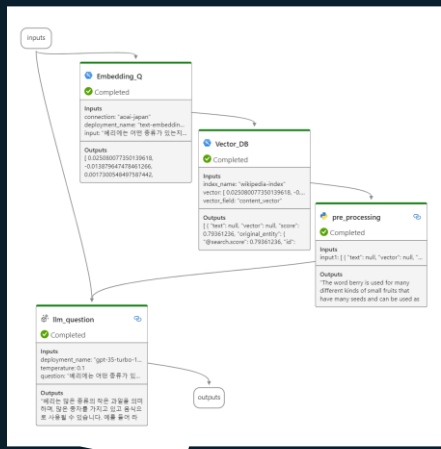 inputs
Embedding_Q
Completed
Inputs
connection: "acai-japan"
deployment_name: "text-embeddin...
input: "베리에는 어떤 종류가 있는지...
Outputs
[ 0.025080077350139618,
-0.013879647478461266,
0.0017300548497587442,
Vector_DB
Completed
Inputs
index_name: "wikipedia-index"
vector: [ 0.025080077350139618, -0....
vector_field: "content_vector"
Outputs
[ { "text": null, "vector": null, "score":
0.79361236, "original_entity": {
"@search.score": 0.79361236, "id":
pre_processing
Completed
Inputs
input1: [ { "text": null, "vector": null, "...
Outputs
"The word berry is used for many
different kinds of small fruits that
have many seeds and can be used as
llm_question
Completed
Inputs
deployment_name: "gpt-35-turbo-1...
temperature: 0.1
question: "베리에는 어떤 종류가 있...
Outputs
"베리는 많은 종류의 작은 과일을 의미
하며, 많은 종자를 가지고 있고 음식으
로 사용될 수 있습니다. 예를 들어 라
outputs